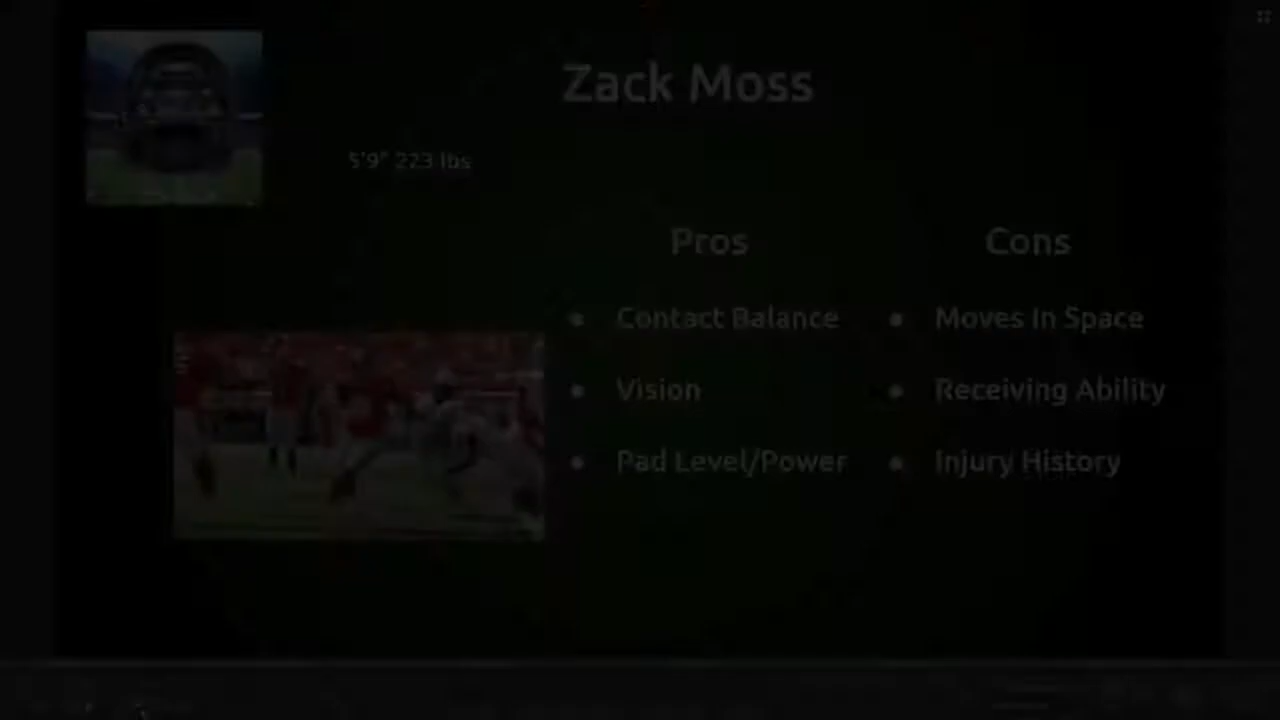 Zack Moss
5'9" 223 lbs
Pros
Cons
● Contact Balance
● Moves In Space
● Vision
● Receiving Ability
● Pad Level/Power
● Injury History